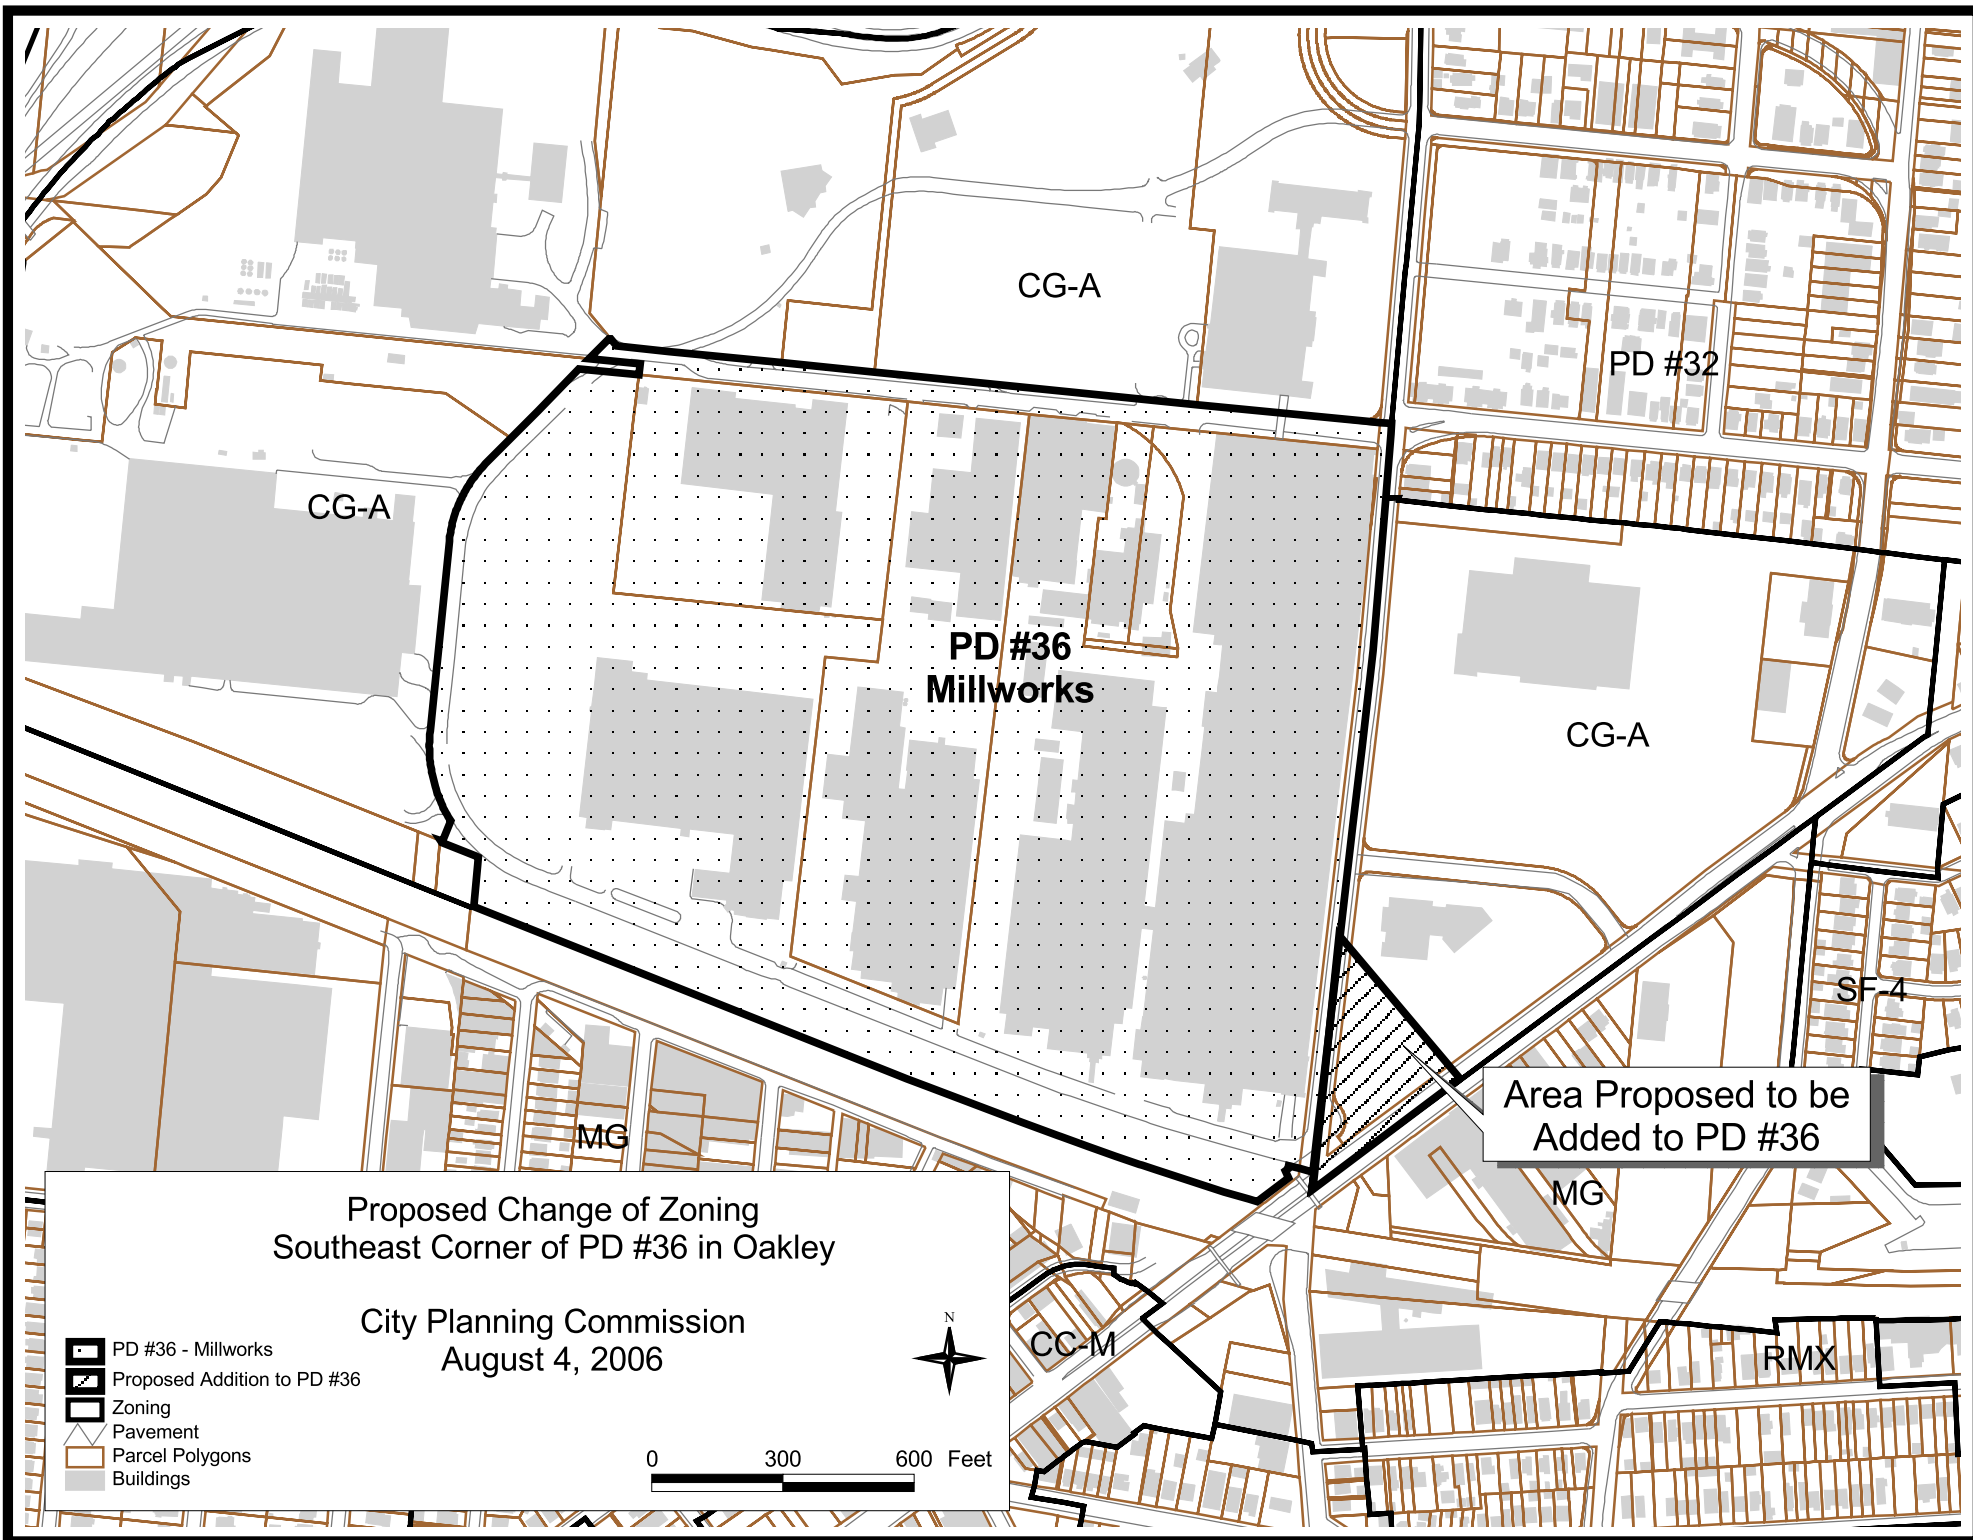 CG-A
PD #32
CG-A
PD #36
Millworks
CG-A
SF-4
Area Proposed to be
Added to PD #36
MG
MG
Proposed Change of Zoning
Southeast Corner of PD #36 in Oakley
City Planning Commission
August 4, 2006
N
PD #36 - Millworks
Proposed Addition to PD #36
Zoning
Pavement
Parcel Polygons
Buildings
0 300 600 Feet
CC-M
RMX